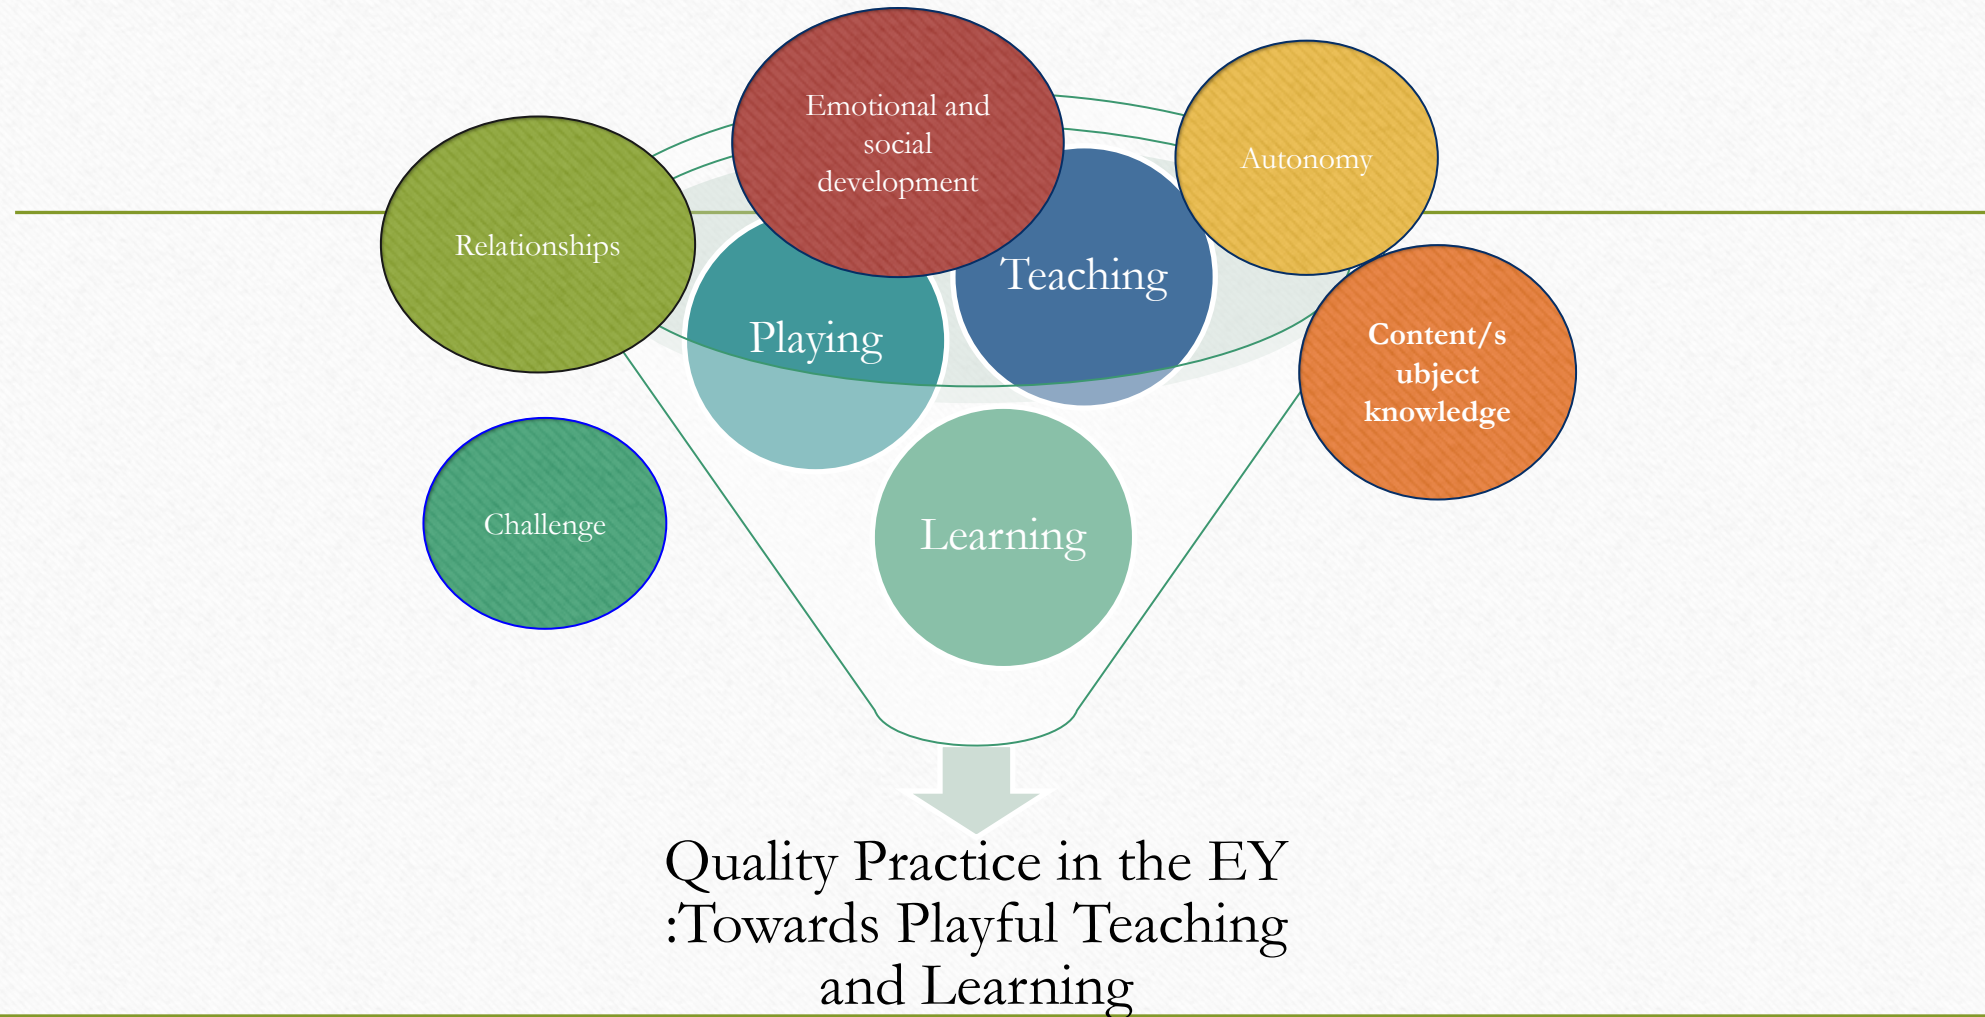 Emotional and
social
development
Autonomy
Relationships
Teaching
Playing
Content/s
ubject
knowledge
Challenge
Learning
Quality Practice in the EY
:Towards Playful Teaching
and Learning